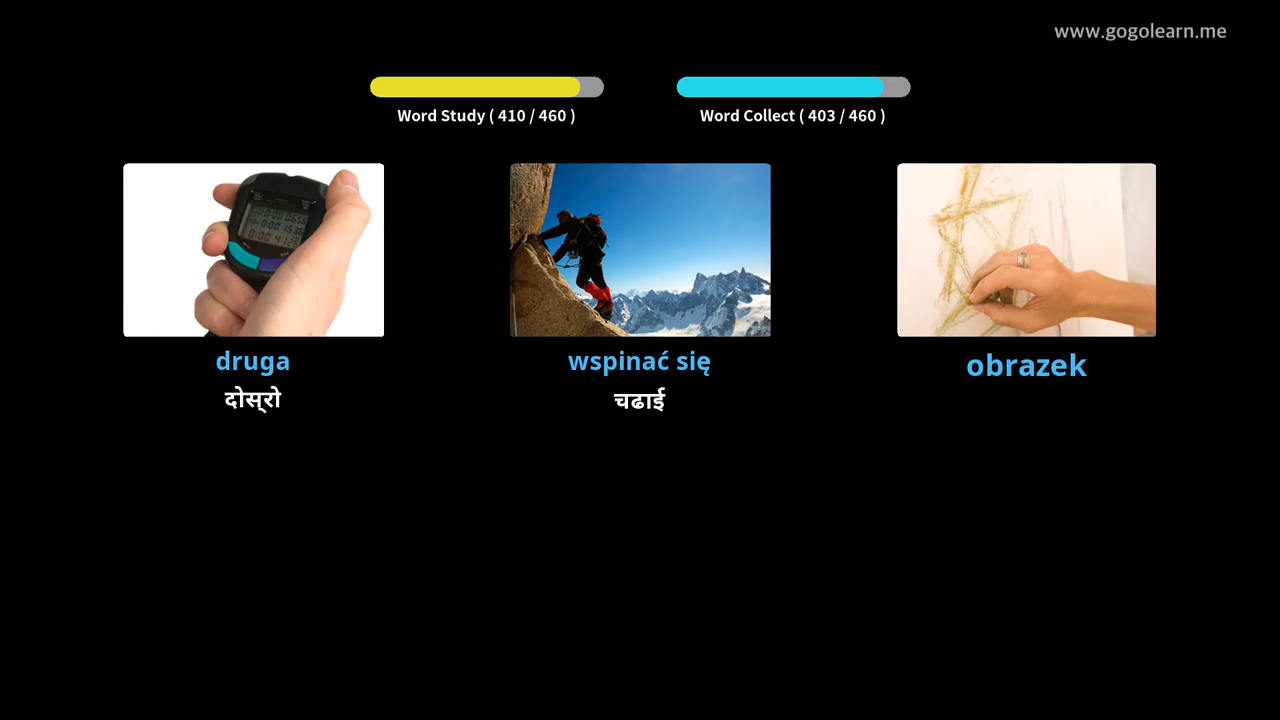 www.gogolearn.me
Word Study ( 410 / 460 )
Word Collect ( 403 / 460 )
druga
दोस्रो
wspinać się
चढाई
obrazek